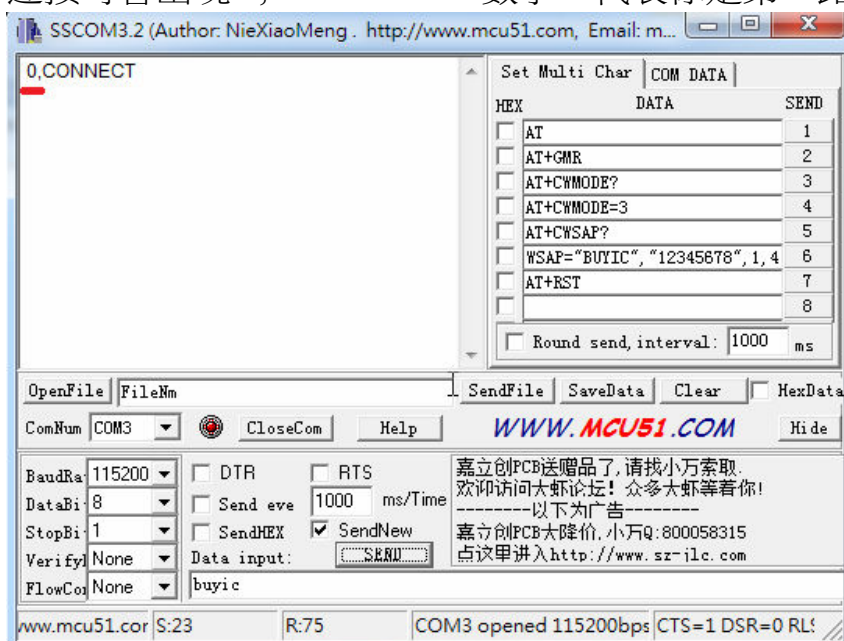 SSCOM3.2 (Author: NieXiaoMeng . http://www.mcu51.com, Email: m...
0,CONNECT
Set Multi Char COM DATA
HEX DATA SEND
AT 1
AT+GMR 2
AT+CWMODE? 3
AT+CWMODE=3 4
AT+CWSAP? 5
WSAP="BUYIC", "12345678", 1, 4 6
AT+RST 7
8
Round send, interval: 1000 ms
OpenFile FileNm SendFile SaveData Clear HexData
ComNum COM3 CloseCom Help WWW.MCU51.COM Hide
BaudRa 115200 DTR RTS
DataBi 8 Send eve 1000 ms/Time
StopBi 1 SendHEX SendNew
Verify None Data input: SEND
FlowCo None buyic
嘉立创PCB送赠品了,请找小万索取.
欢迎访问大虾论坛!众多大虾等着你!
--------以下为广告--------
嘉立创PCB大降价,小万Q:800058315
点这里进入http://www.sz-jlc.com
www.mcu51.cor S:23 R:75 COM3 opened 115200bps CTS=1 DSR=0 RLS